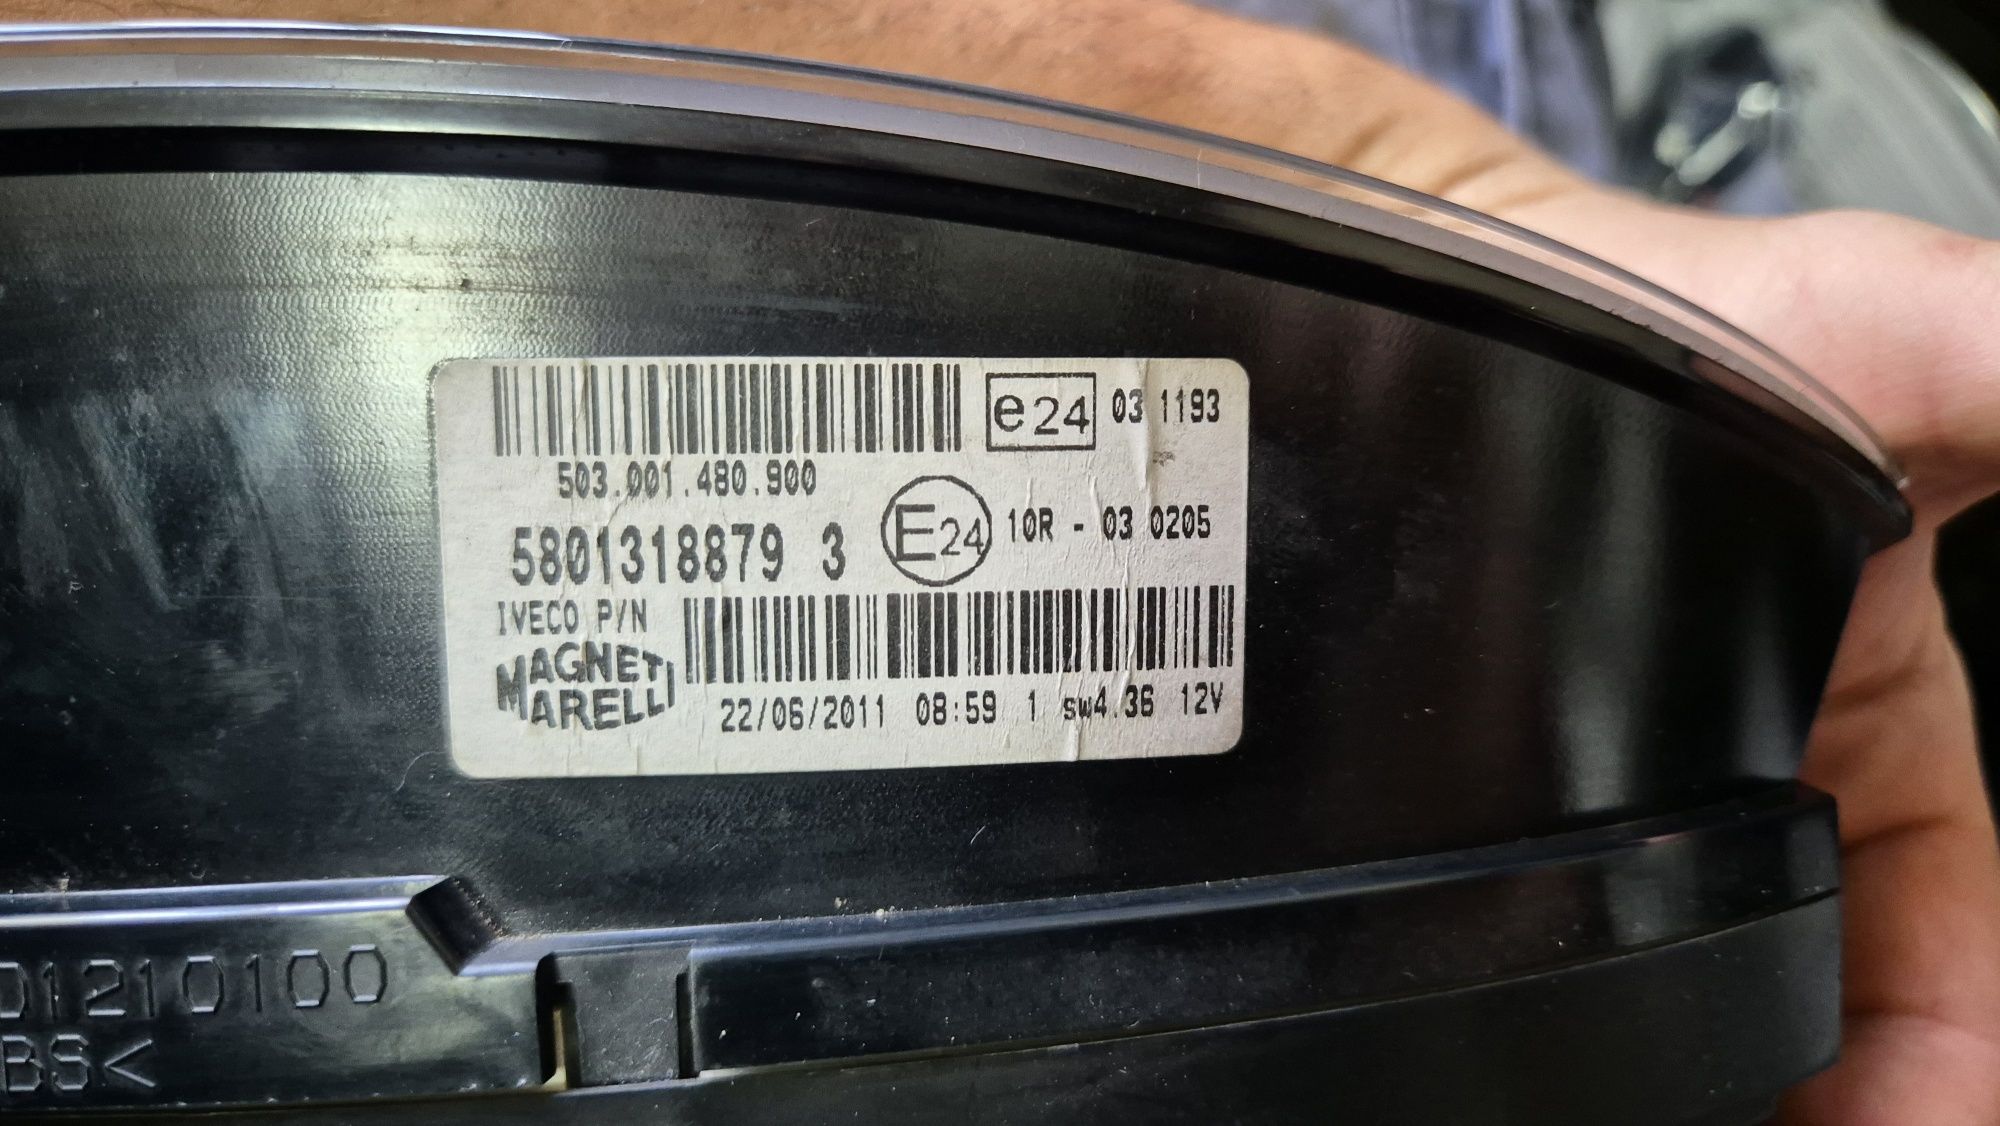 e24 03 1193
503.001.480.900
5801318879 3
E24 10R - 03 0205
IVECO P/N
MAGNETI
MARELLI
22/06/2011 08:59 1 sw4.36 12V
01210100
BS<